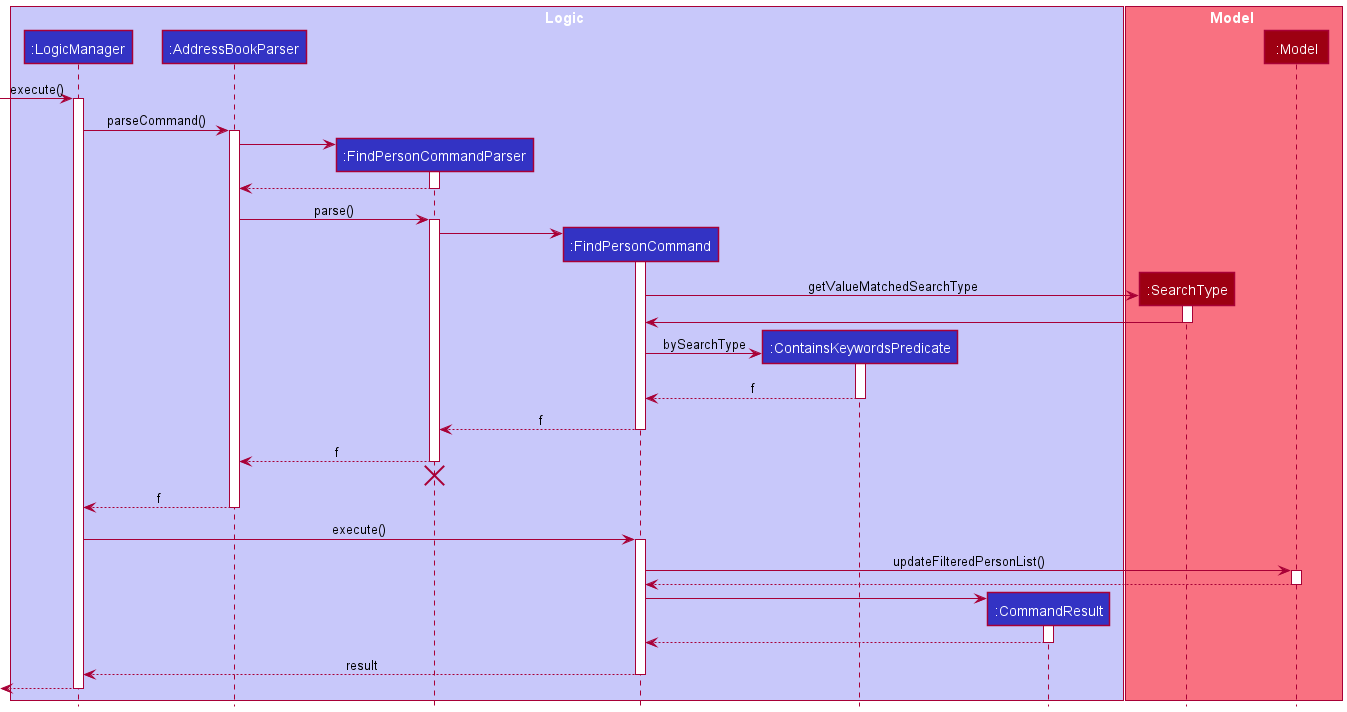 Logic
Model
:LogicManager
:AddressBookParser
:Model
execute()
parseCommand()
:FindPersonCommandParser
parse()
:FindPersonCommand
getValueMatchedSearchType
:SearchType
bySearchType
:ContainsKeywordsPredicate
f
f
f
f
execute()
updateFilteredPersonList()
:CommandResult
result